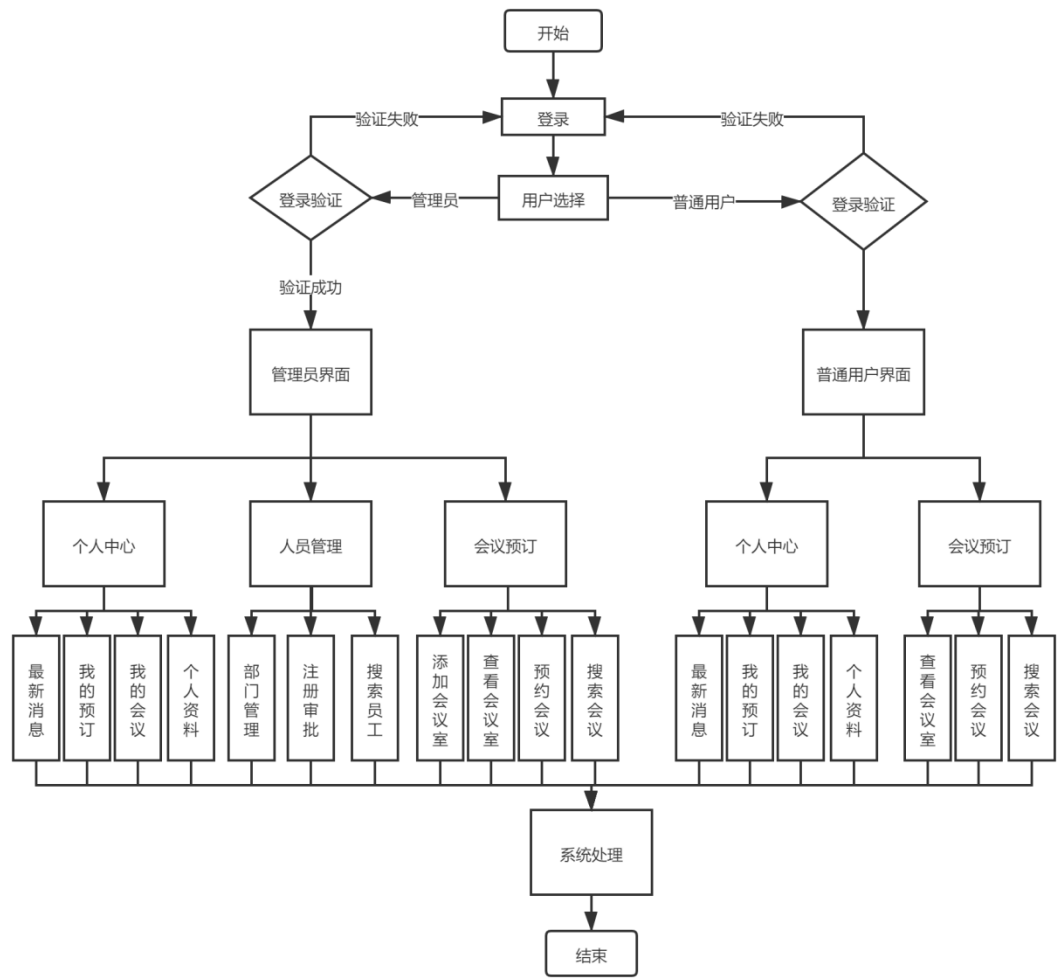 开始
验证失败
登录
验证失败
登录验证
管理员
用户选择
普通用户
登录验证
验证成功
管理员界面
普通用户界面
个人中心
人员管理
会议预订
个人中心
会议预订
最新消息
我的预订
我的会议
个人资料
部门管理
注册审批
搜索员工
添加会议室
查看会议室
预约会议
搜索会议
最新消息
我的预订
我的会议
个人资料
查看会议室
预约会议
搜索会议
系统处理
结束